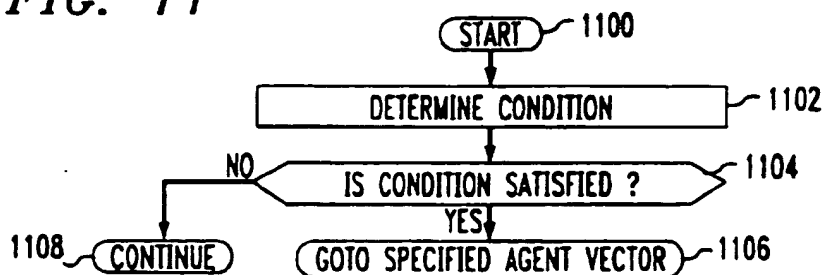 FIG. 11
START 1100
DETERMINE CONDITION 1102
IS CONDITION SATISFIED ? 1104
NO
YES
1108 CONTINUE
GOTO SPECIFIED AGENT VECTOR 1106